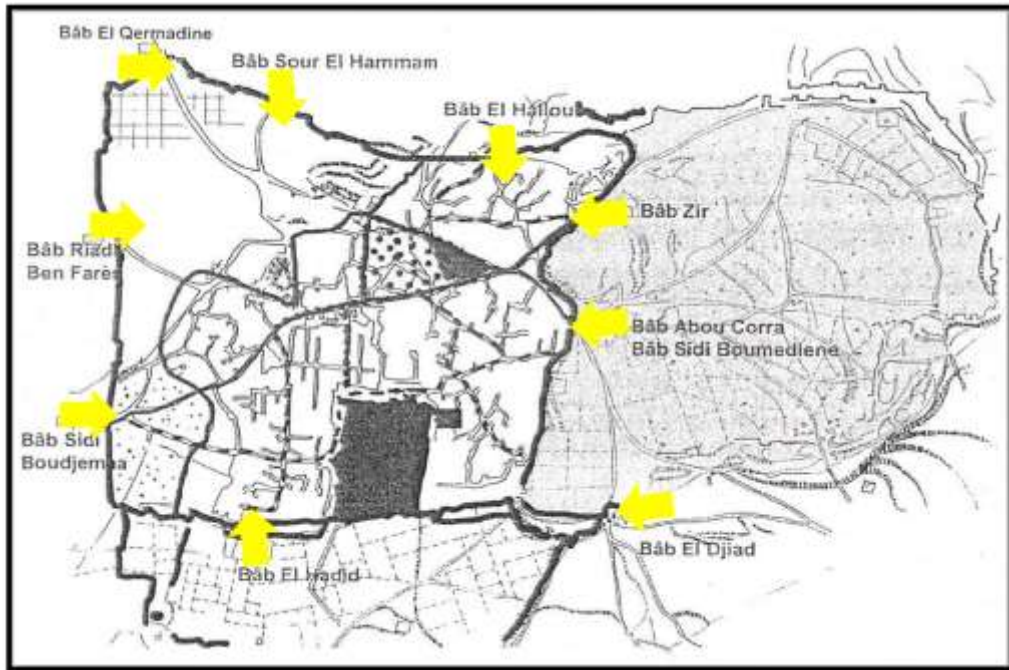 Bâb El Qermadine
Bâb Sour El Hammam
Bâb El Hallou
Bâb Zir
Bâb Riadh
Ben Farès
Bâb Abou Corra
Bâb Sidi Boumediene
Bâb Sidi
Boudjemaa
Bâb El Djiad
Bâb El Hadid